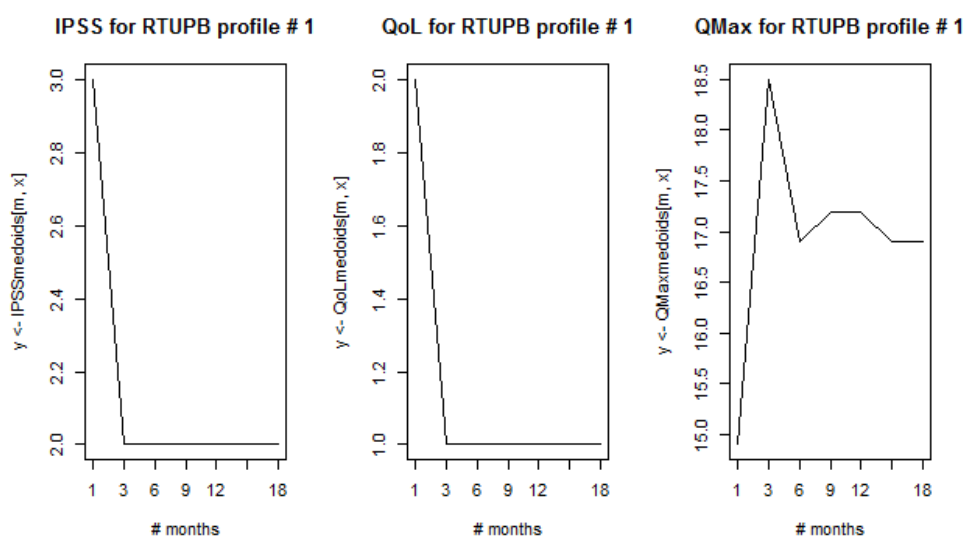 IPSS for RTUPB profile # 1
y <- IPSSmedoids[m, x]
3.0
2.8
2.6
2.4
2.2
2.0
1 3 6 9 12 18
# months
QoL for RTUPB profile # 1
y <- QoLmedoids[m, x]
2.0
1.8
1.6
1.4
1.2
1.0
1 3 6 9 12 18
# months
QMax for RTUPB profile # 1
y <- QMaxmedoids[m, x]
18.5
18.0
17.5
17.0
16.5
16.0
15.5
15.0
1 3 6 9 12 18
# months